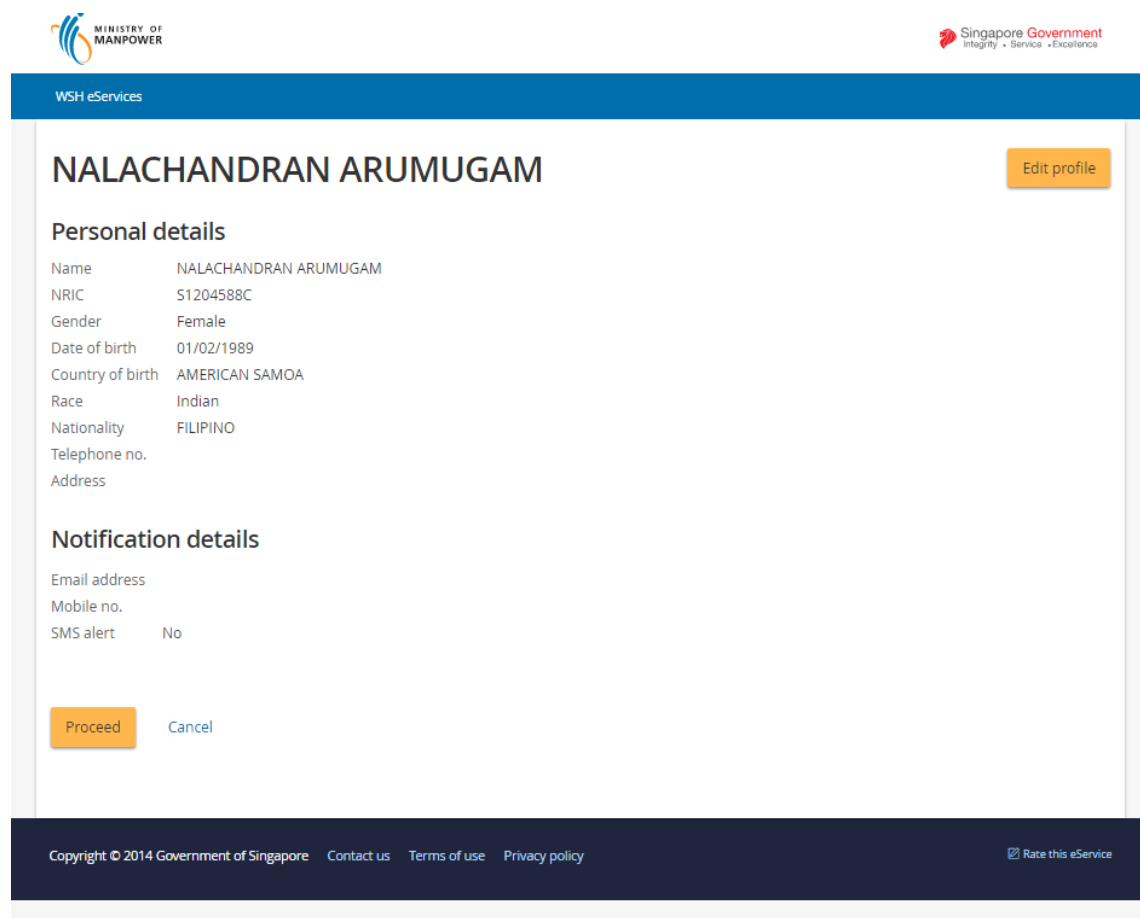 MINISTRY OF
MANPOWER
Singapore Government
Integrity • Service • Excellence
WSH eServices
NALACHANDRAN ARUMUGAM
Edit profile
Personal details
Name NALACHANDRAN ARUMUGAM
NRIC S1204588C
Gender Female
Date of birth 01/02/1989
Country of birth AMERICAN SAMOA
Race Indian
Nationality FILIPINO
Telephone no.
Address
Notification details
Email address
Mobile no.
SMS alert No
Proceed Cancel
Copyright © 2014 Government of Singapore Contact us Terms of use Privacy policy Rate this eService